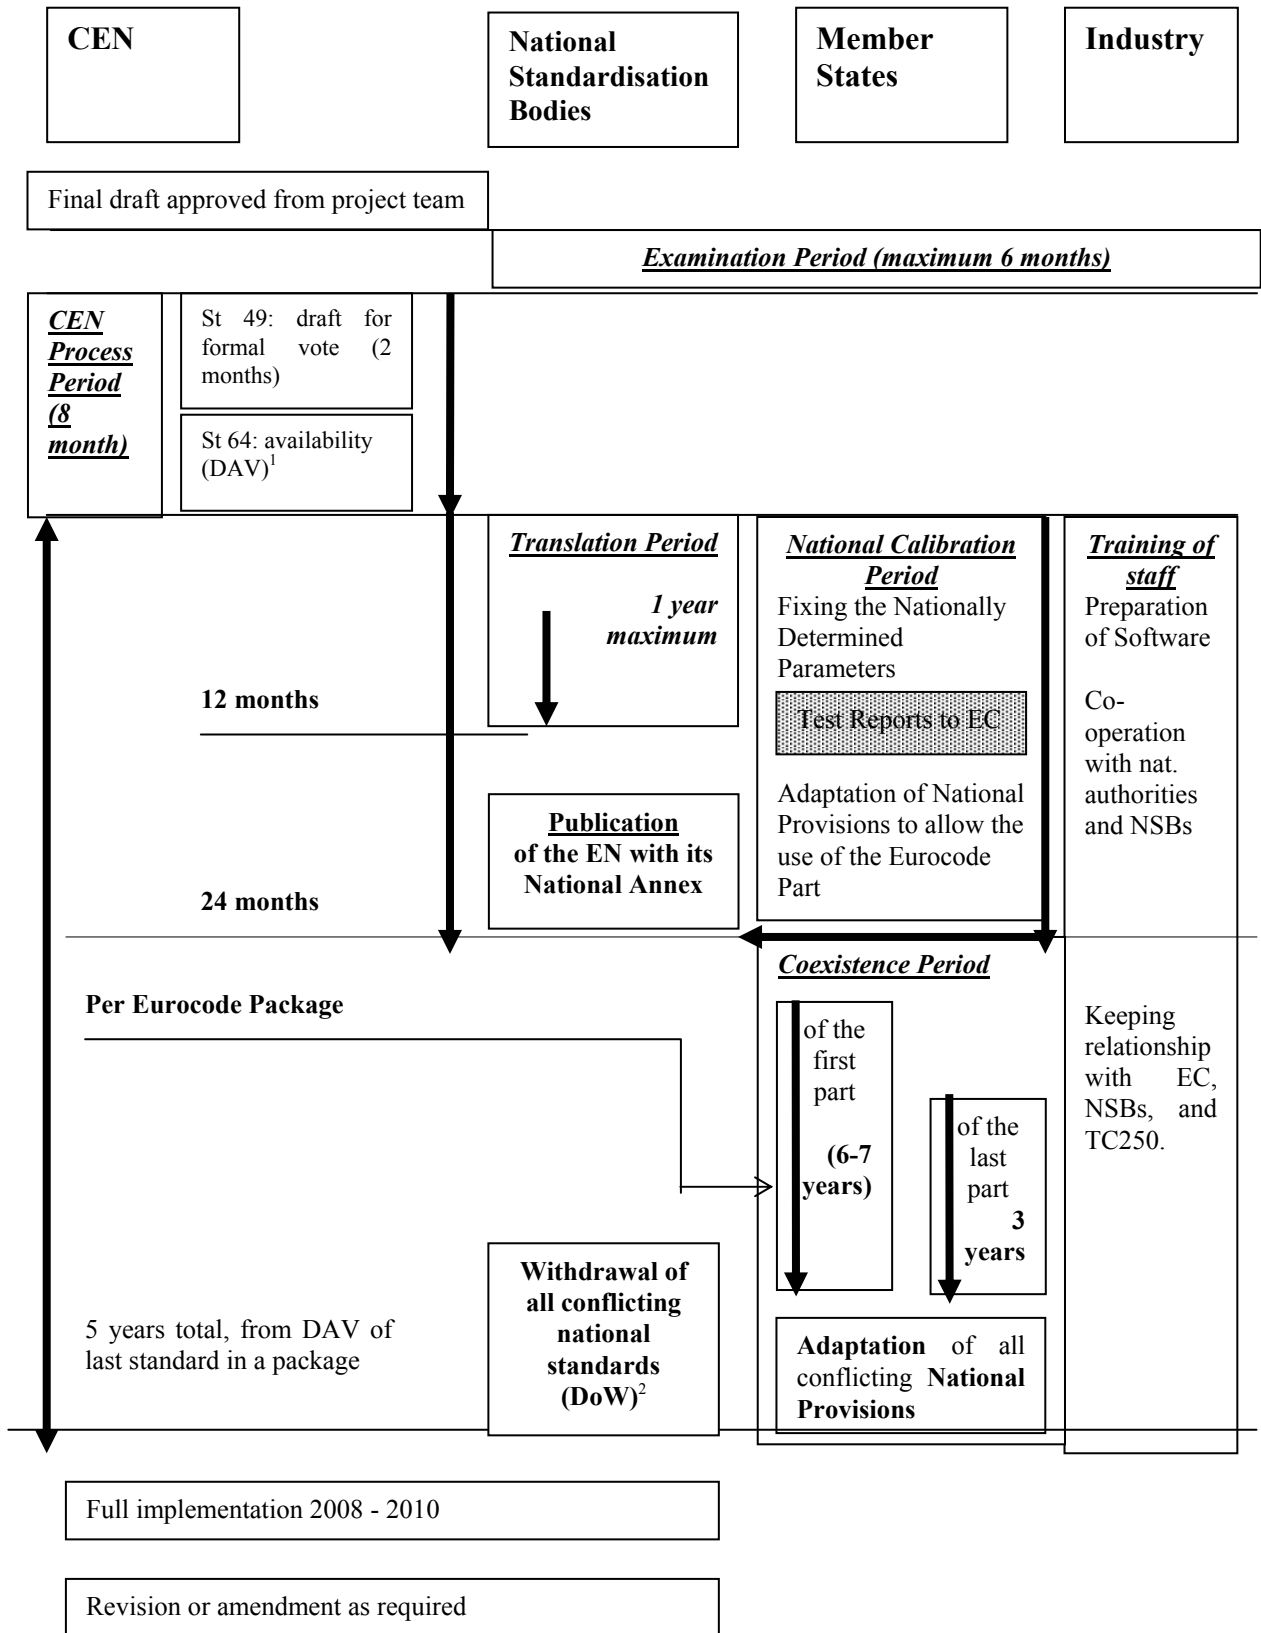 CEN
National
Standardisation
Bodies
Member
States
Industry
Final draft approved from project team
Examination Period (maximum 6 months)
CEN
Process
Period
(8
month)
St 49: draft for
formal vote (2
months)
St 64: availability
(DAV)1
Translation Period
1 year
maximum
National Calibration
Period
Fixing the Nationally
Determined
Parameters
Test Reports to EC
Adaptation of National
Provisions to allow the
use of the Eurocode
Part
Training of
staff
Preparation
of Software
Co-
operation
with nat.
authorities
and NSBs
12 months
Publication
of the EN with its
National Annex
24 months
Coexistence Period
Per Eurocode Package
of the
first
part
(6-7
years)
of the
last
part
3
years
Keeping
relationship
with EC,
NSBs, and
TC250.
Withdrawal of
all conflicting
national
standards
(DoW)2
5 years total, from DAV of
last standard in a package
Adaptation of all
conflicting National
Provisions
Full implementation 2008 - 2010
Revision or amendment as required